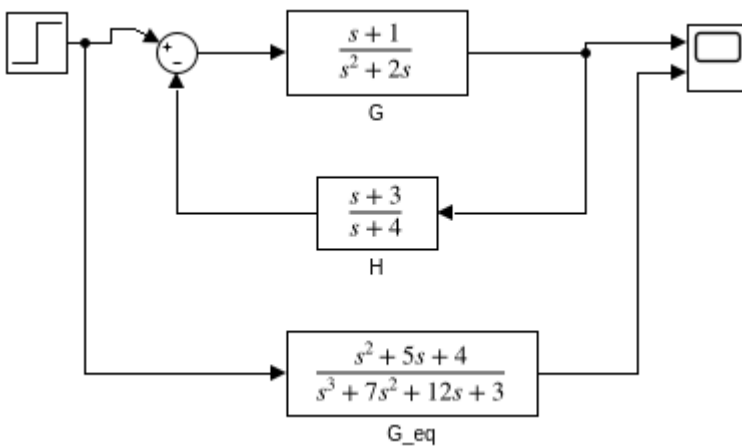 +
−
s + 1
s² + 2s
G
s + 3
s + 4
H
s² + 5s + 4
s³ + 7s² + 12s + 3
G_eq